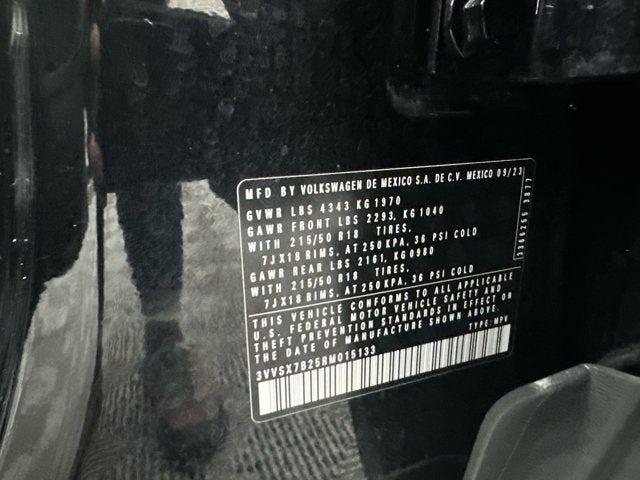 MFD BY VOLKSWAGEN DE MEXICO S.A. DE C.V. MEXICO 09/23
GVWR LBS 4343 KG 1970
GAWR FRONT LBS 2293, KG 1040
WITH 215/50 R18 TIRES,
7JX18 RIMS, AT 250 KPA, 36 PSI COLD
GAWR REAR LBS 2161, KG 0980
WITH 215/50 R18 TIRES,
7JX18 RIMS, AT 250 KPA, 36 PSI COLD
THIS VEHICLE CONFORMS TO ALL APPLICABLE
U.S. FEDERAL MOTOR VEHICLE SAFETY AND
THEFT PREVENTION STANDARDS IN EFFECT ON
THE DATE OF MANUFACTURE SHOWN ABOVE.
3VVSX7B25RM015133 TYPE: MPV
3366255 3877